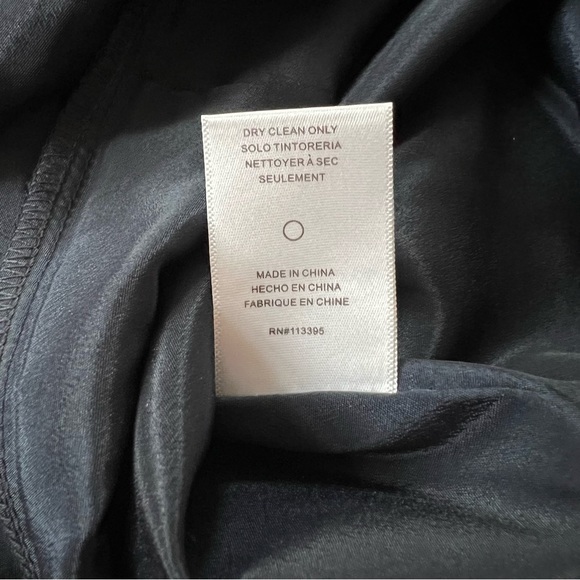 DRY CLEAN ONLY
SOLO TINTORERIA
NETTOYER À SEC
SEULEMENT
MADE IN CHINA
HECHO EN CHINA
FABRIQUE EN CHINE
RN#113395